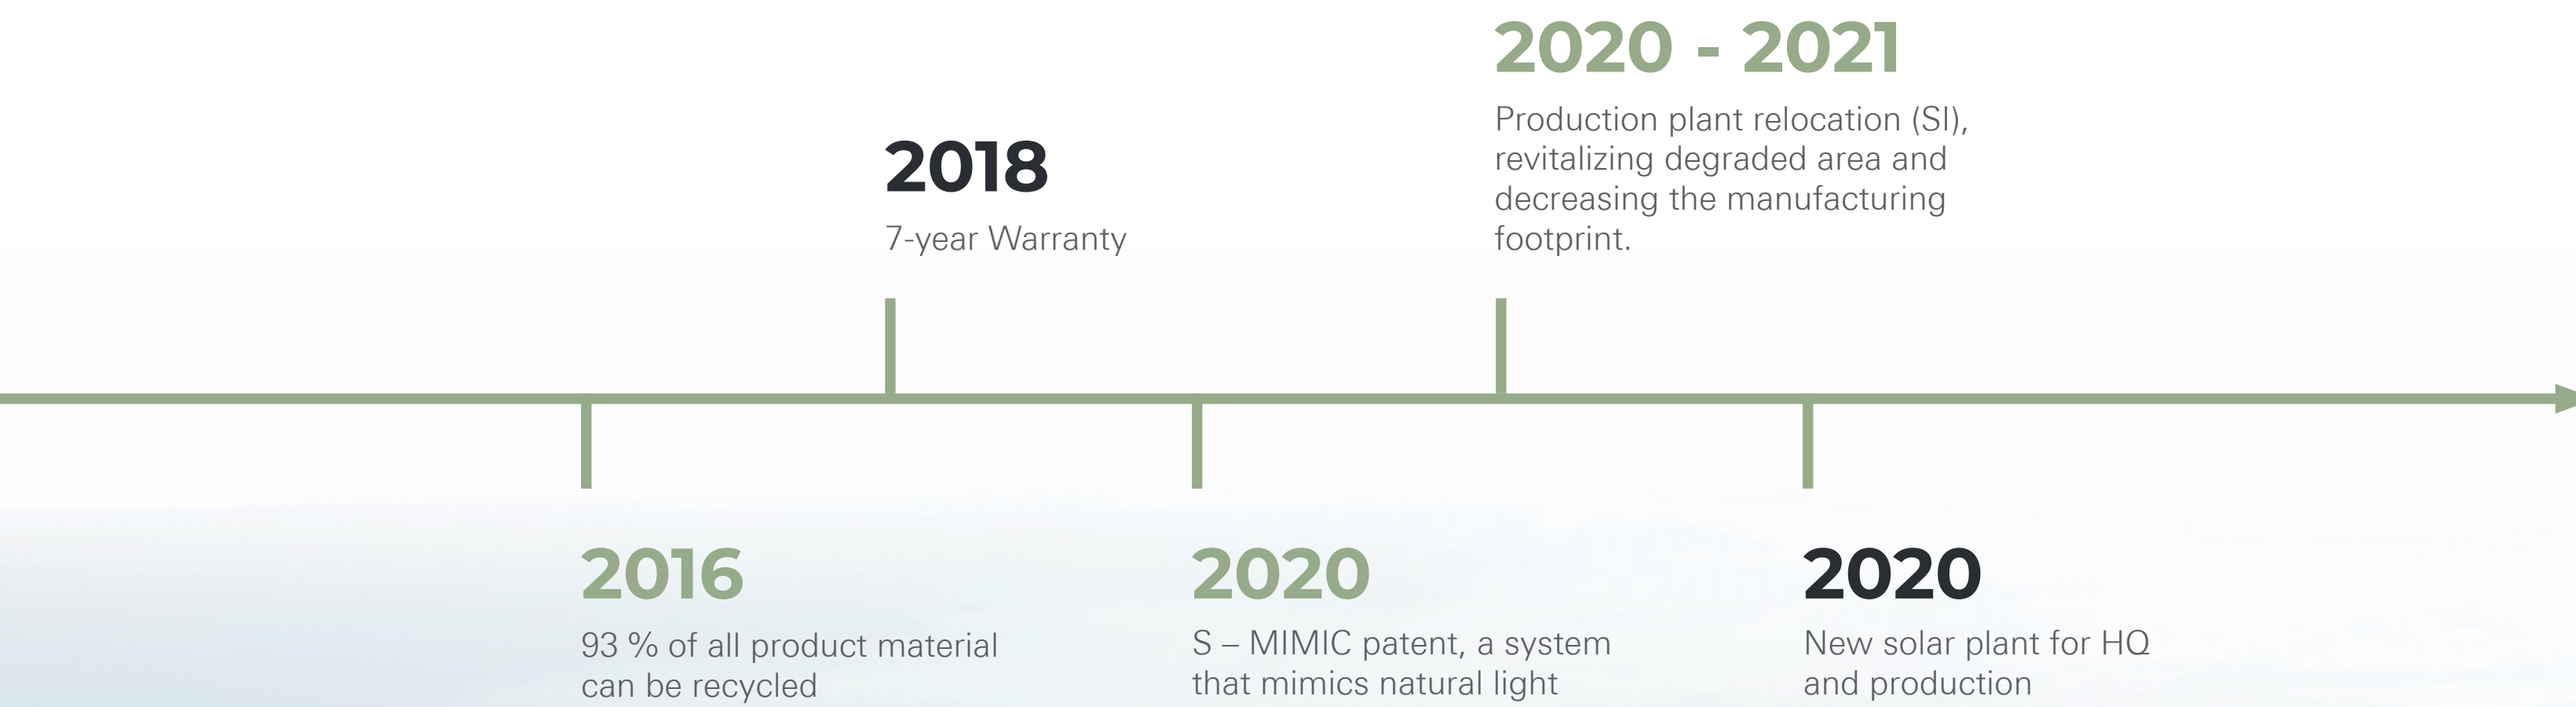 2020 - 2021
Production plant relocation (SI),
revitalizing degraded area and
decreasing the manufacturing
footprint.
2018
7-year Warranty
2016
93 % of all product material
can be recycled
2020
S – MIMIC patent, a system
that mimics natural light
2020
New solar plant for HQ
and production